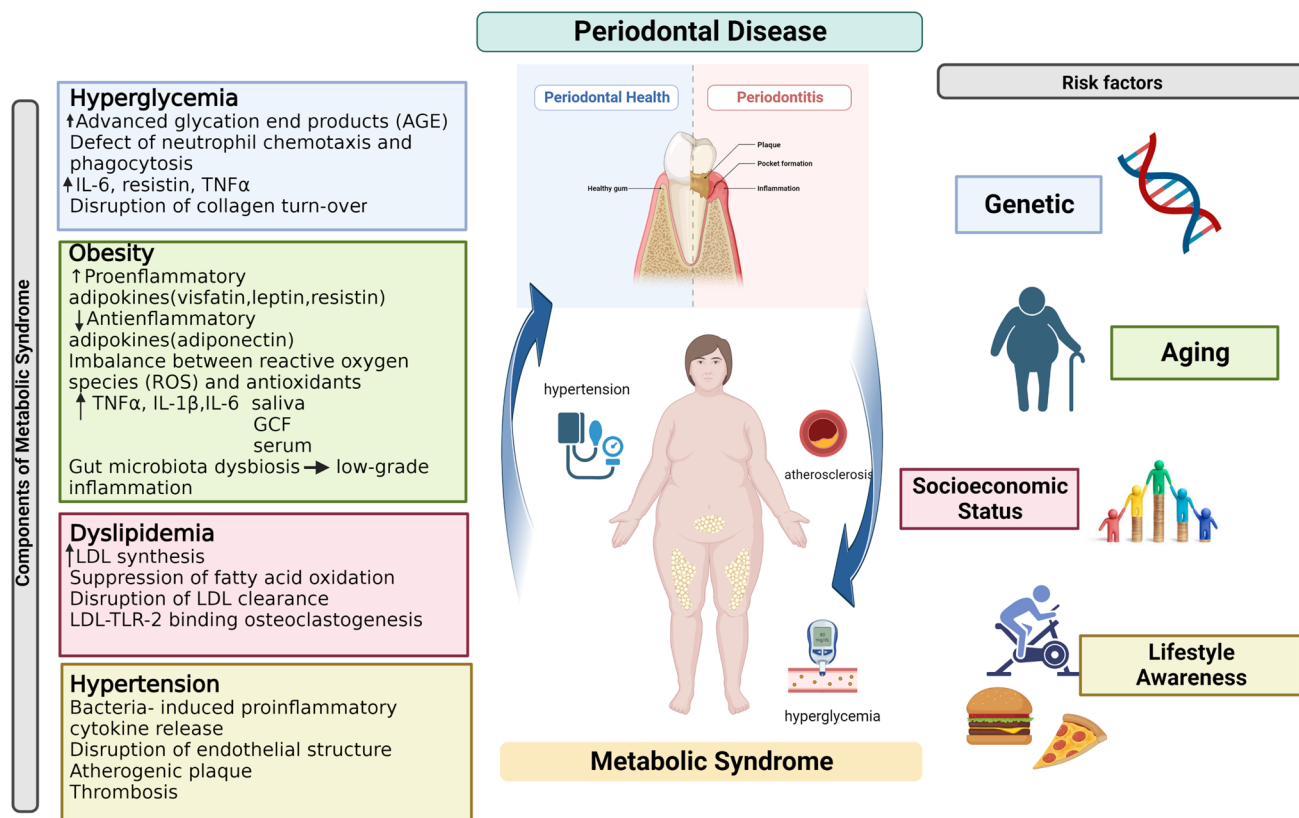 Periodontal Disease
Components of Metabolic Syndrome
Hyperglycemia
↑Advanced glycation end products (AGE)
Defect of neutrophil chemotaxis and
phagocytosis
↑IL-6, resistin, TNFα
Disruption of collagen turn-over
Obesity
↑Proenflammatory
adipokines(visfatin,leptin,resistin)
↓Antienflammatory
adipokines(adiponectin)
Imbalance between reactive oxygen
species (ROS) and antioxidants
↑ TNFα, IL-1β,IL-6 saliva
GCF
serum
Gut microbiota dysbiosis → low-grade
inflammation
Dyslipidemia
↑LDL synthesis
Suppression of fatty acid oxidation
Disruption of LDL clearance
LDL-TLR-2 binding osteoclastogenesis
Hypertension
Bacteria- induced proinflammatory
cytokine release
Disruption of endothelial structure
Atherogenic plaque
Thrombosis
Periodontal Health
Periodontitis
Plaque
Pocket formation
Healthy gum
Inflammation
hypertension
atherosclerosis
80
mg/dL
hyperglycemia
Metabolic Syndrome
Risk factors
Genetic
Aging
Socioeconomic
Status
Lifestyle
Awareness